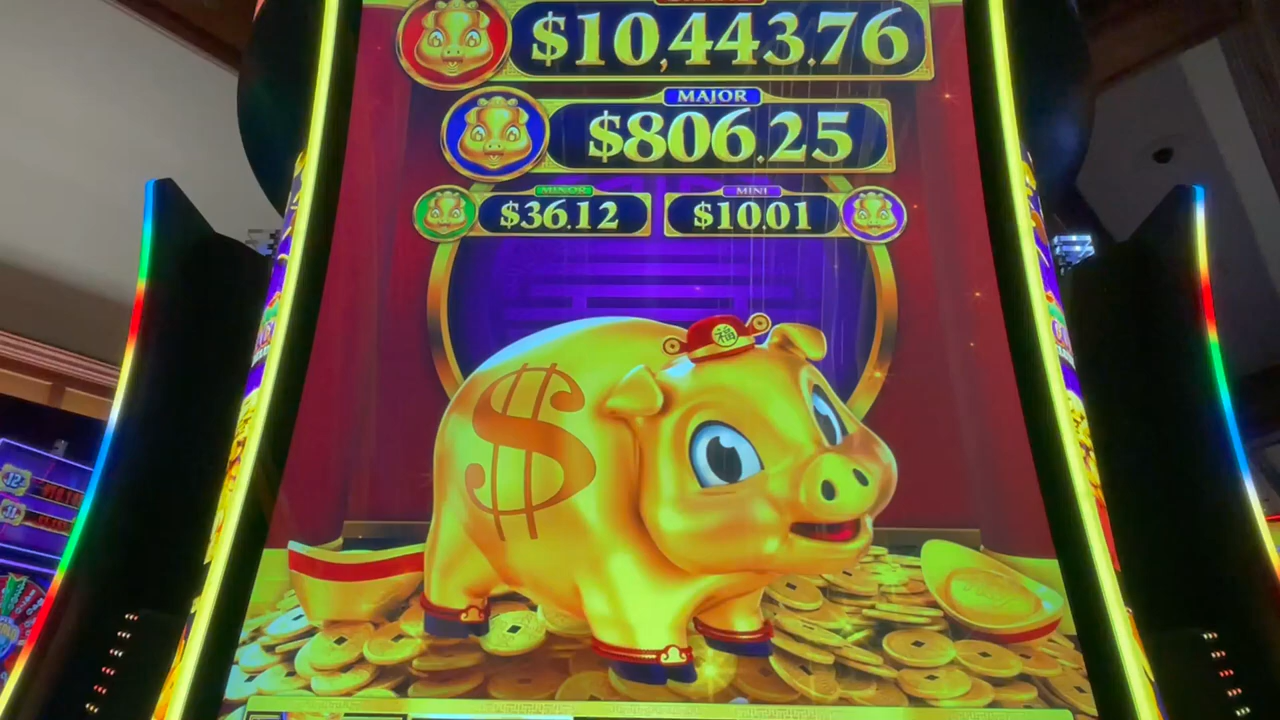 $10,443.76
MAJOR
$806.25
MINOR
MINI
$36.12
$10.01
福
$